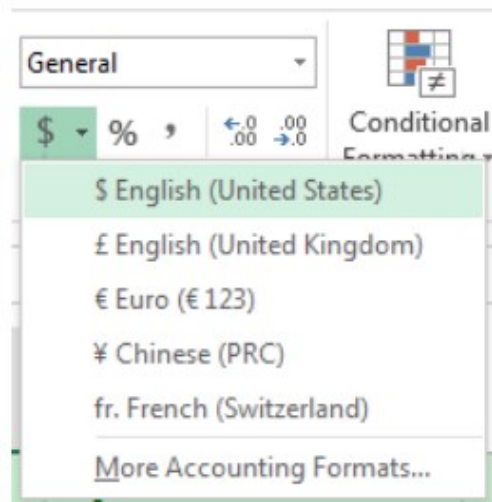 General
$ % , ←.0 .00 .00 →.0
Conditional
Formatting
$ English (United States)
£ English (United Kingdom)
€ Euro (€ 123)
¥ Chinese (PRC)
fr. French (Switzerland)
More Accounting Formats...